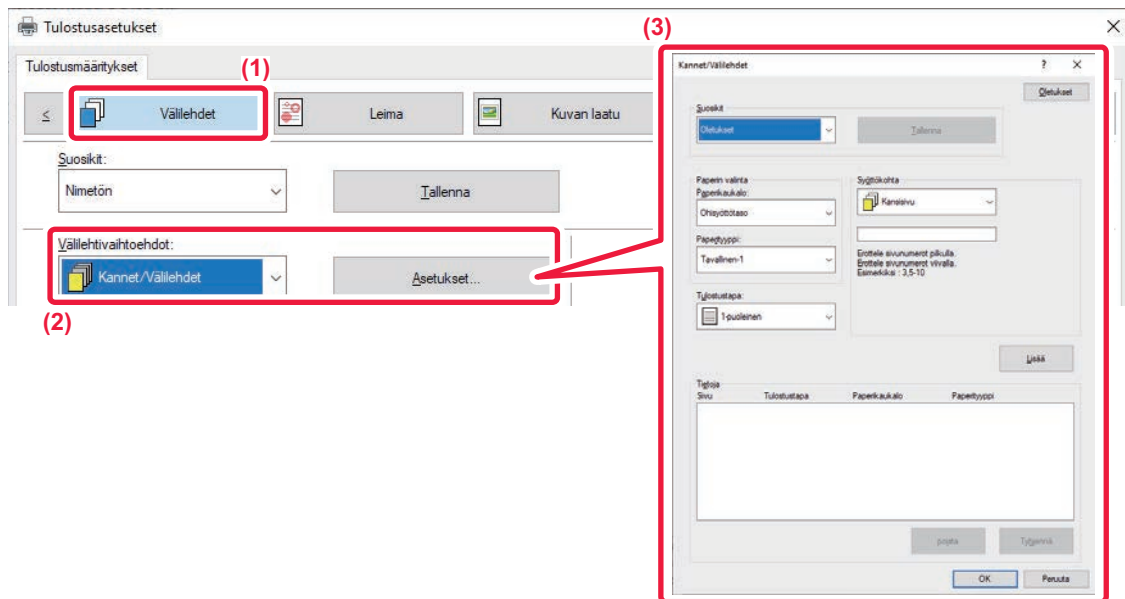 Tulostusasetukset
Tulostusmääritykset
(1)
≤
Välilehdet
Leima
Kuvan laatu
Suosikit:
Nimetön
Tallenna
Välilehtivaihtoehdot:
Kannet/Välilehdet
Asetukset...
(2)
(3)
Kannet/Välilehdet
?
Oletukset
Suosikit
Oletukset
Tallenna
Paperin valinta
Paperikaukalo:
Ohisyöttötaso
Paperityyppi:
Tavallinen-1
Tulostustapa:
1-puoleinen
Syöttökohta
Kansisivu
Erottele sivunumerot pilkulla.
Erottele sivunumerot viivalla.
Esimerkiksi : 3,5-10
Lisää
Tietoja
Sivu Tulostustapa Paperikaukalo Paperityyppi
Tyhjennä
OK
Peruuta